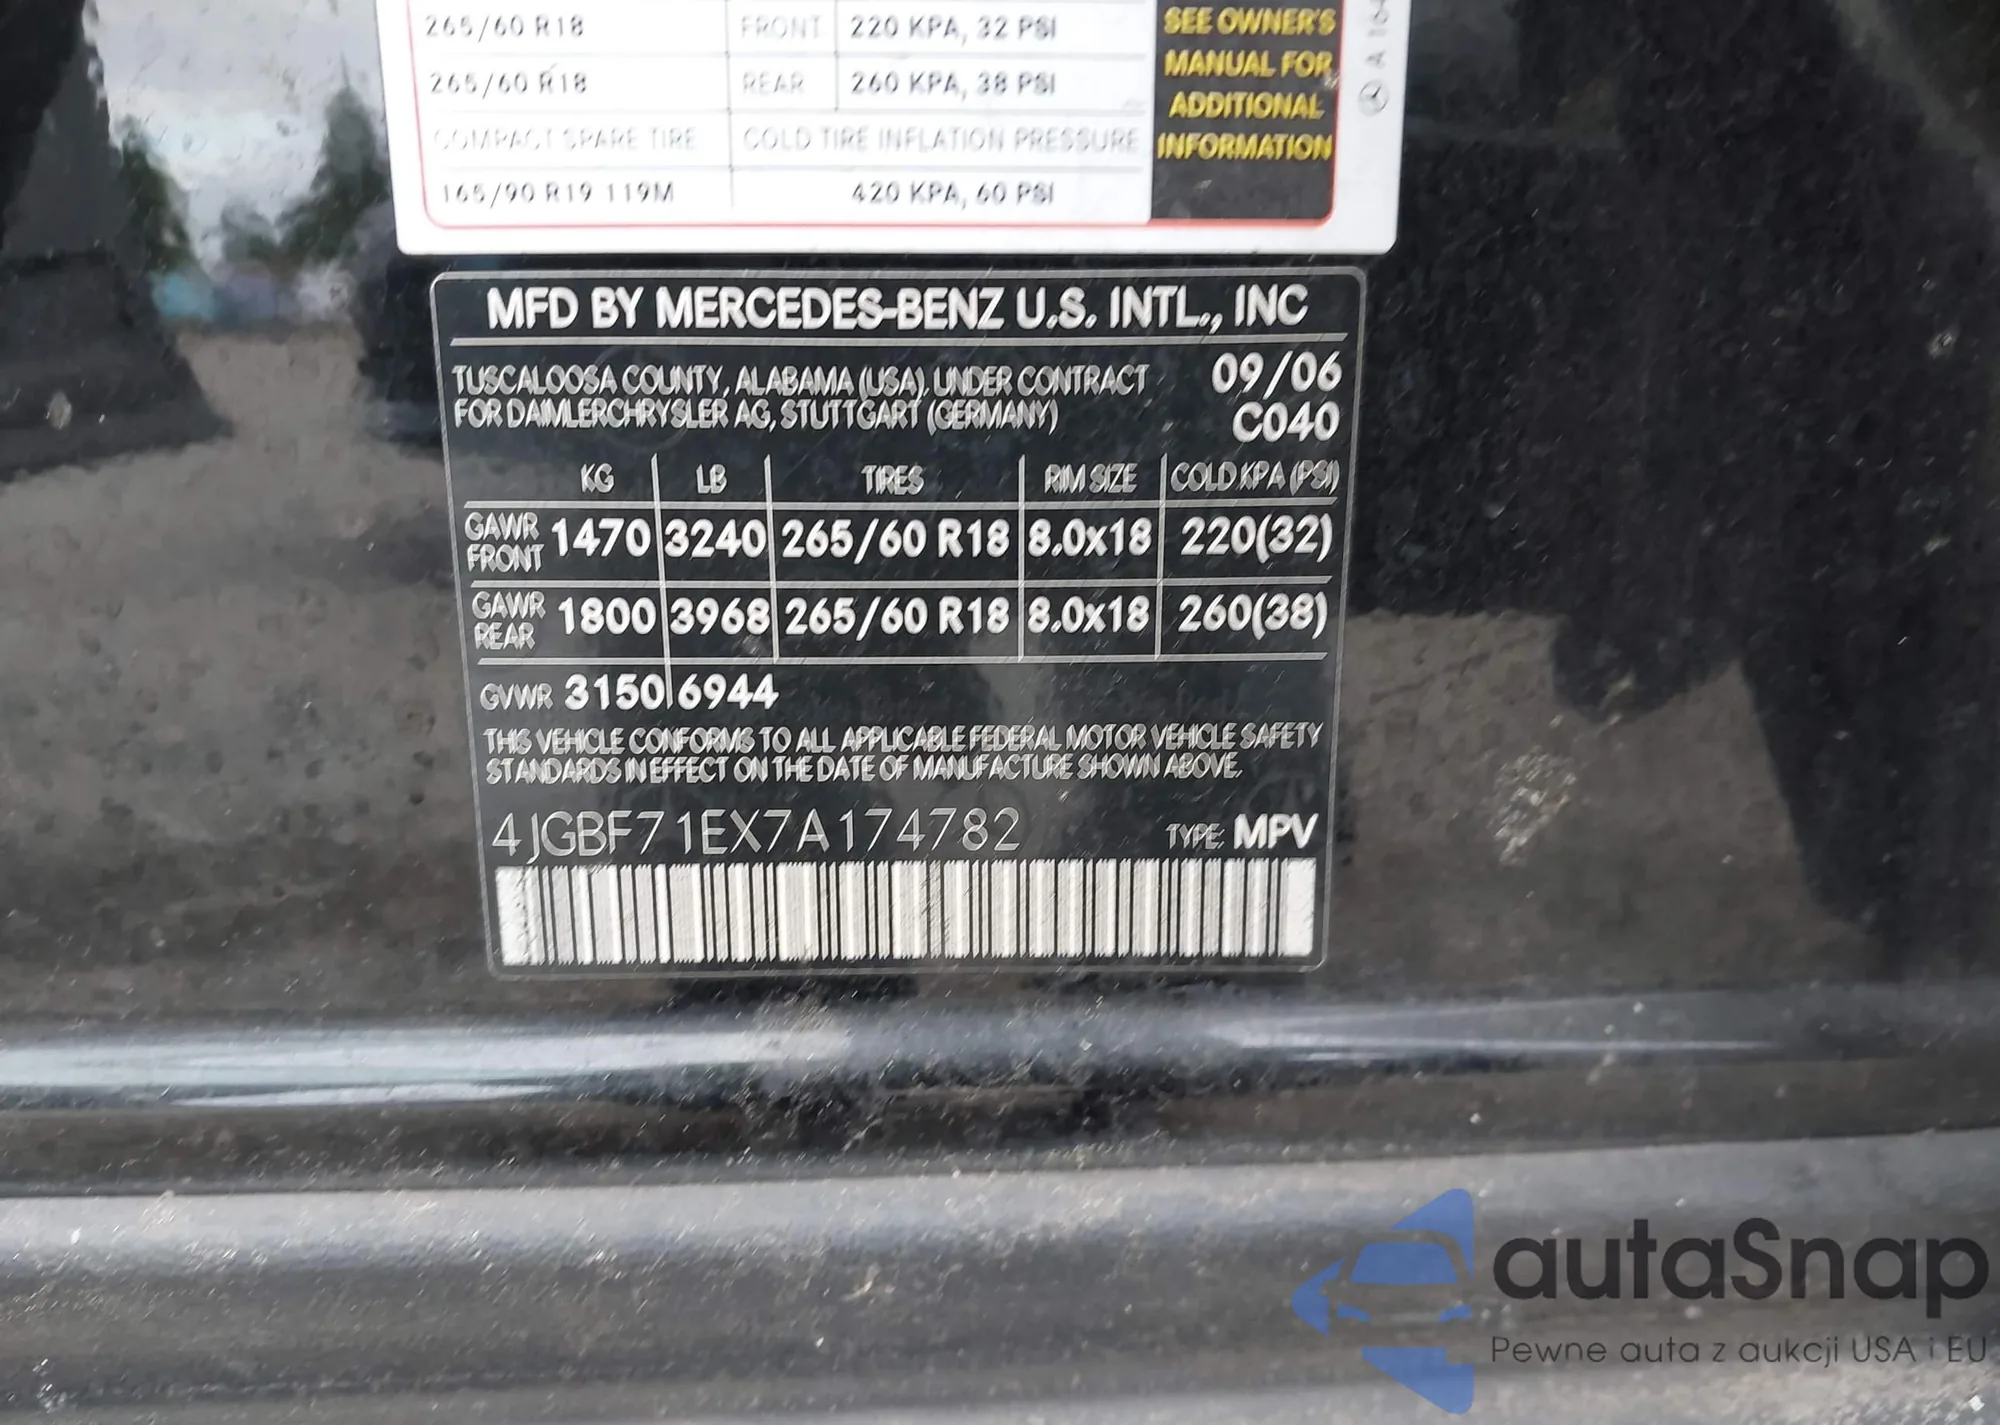 265/60 R18 FRONT 220 KPA, 32 PSI
265/60 R18 REAR 260 KPA, 38 PSI
COMPACT SPARE TIRE COLD TIRE INFLATION PRESSURE
165/90 R19 119M 420 KPA, 60 PSI
SEE OWNER'S
MANUAL FOR
ADDITIONAL
INFORMATION
MFD BY MERCEDES-BENZ U.S. INTL., INC
TUSCALOOSA COUNTY, ALABAMA (USA), UNDER CONTRACT 09/06
FOR DAIMLERCHRYSLER AG, STUTTGART (GERMANY) C040
KG LB TIRES RIM SIZE COLD KPA (PSI)
GAWR FRONT 1470 3240 265/60 R18 8.0x18 220(32)
GAWR REAR 1800 3968 265/60 R18 8.0x18 260(38)
GVWR 3150 6944
THIS VEHICLE CONFORMS TO ALL APPLICABLE FEDERAL MOTOR VEHICLE SAFETY
STANDARDS IN EFFECT ON THE DATE OF MANUFACTURE SHOWN ABOVE.
4JGBF71EX7A174782 TYPE: MPV
autaSnap
Pewne auta z aukcji USA i EU